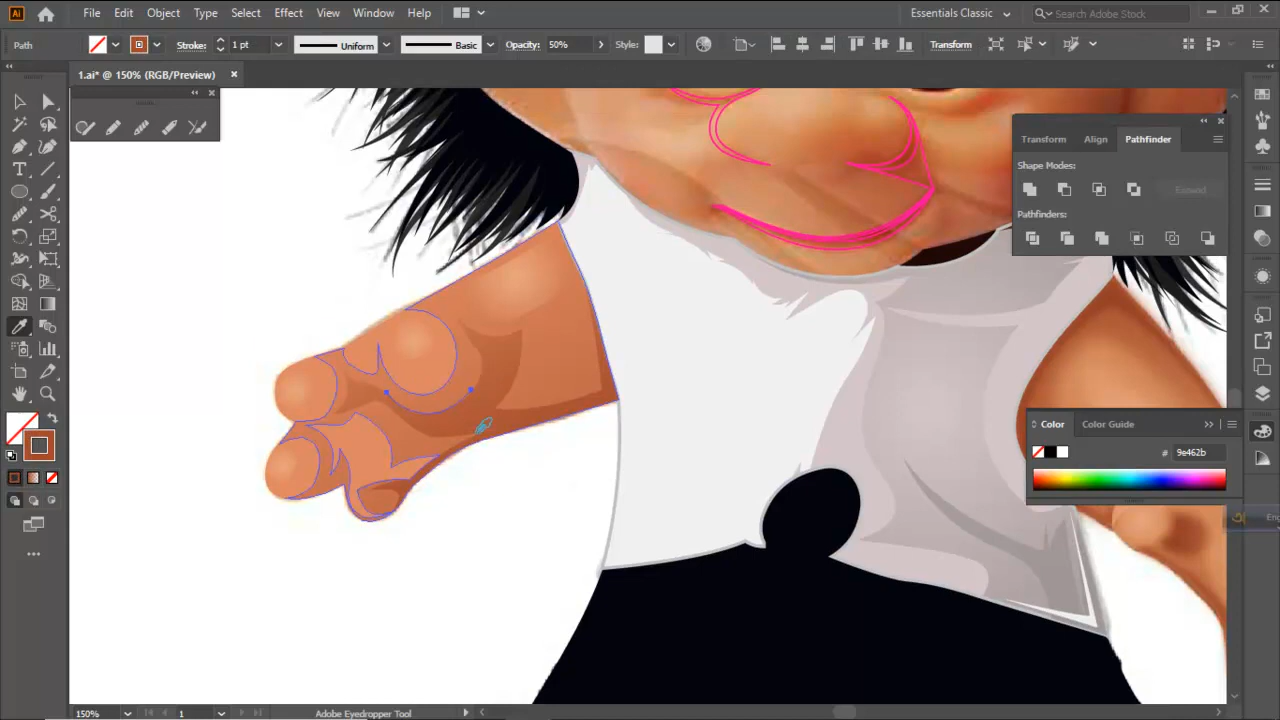 Ai File Edit Object Type Select Effect View Window Help Essentials Classic Search Adobe Stock
Path Stroke: 1 pt Uniform Basic Opacity: 50% Style: Transform
1.ai* @ 150% (RGB/Preview)
Transform Align Pathfinder
Shape Modes:
Expand
Pathfinders:
Color Color Guide
# 9e462b
150% 1 Adobe Eyedropper Tool